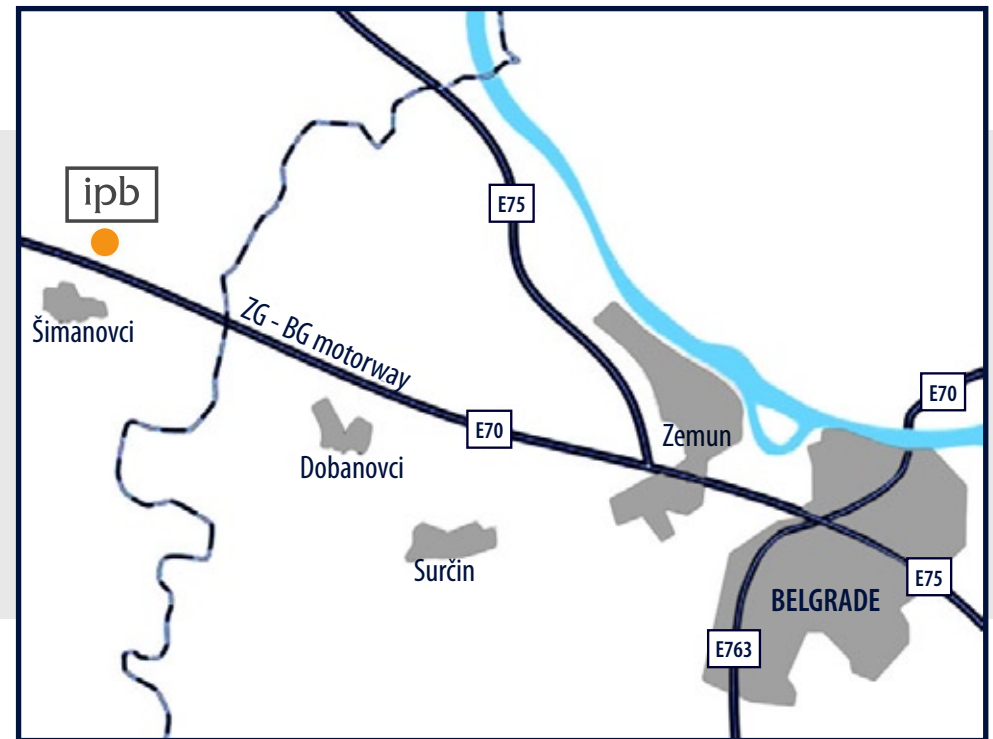 E75
ipb
ZG - BG motorway
Šimanovci
E70
E70
Zemun
Dobanovci
Surčin
E75
BELGRADE
E763